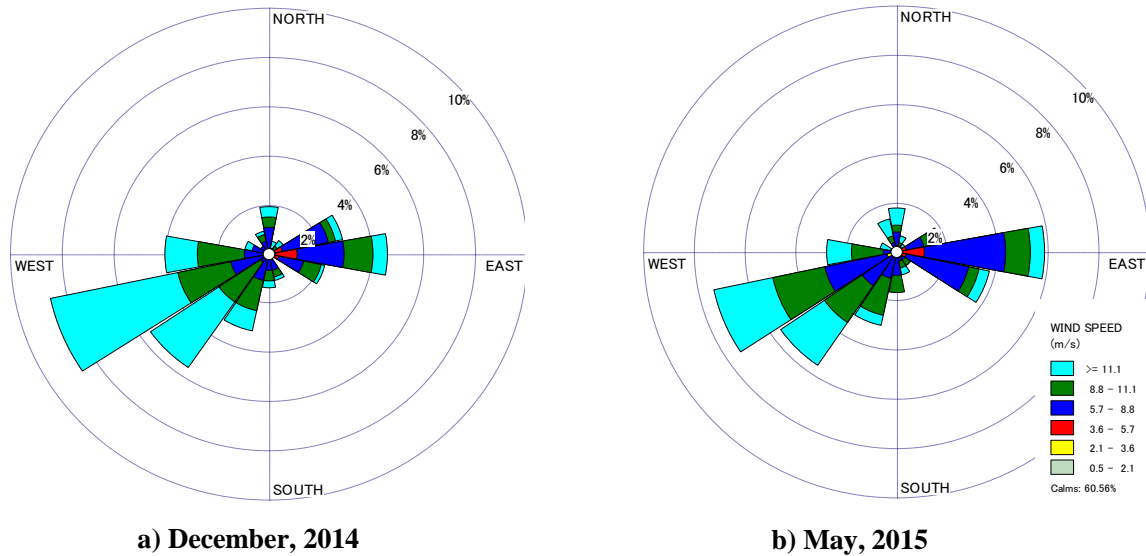 NORTH
10%
8%
6%
4%
2%
WEST
EAST
SOUTH
a) December, 2014
NORTH
10%
8%
6%
4%
2%
WEST
EAST
SOUTH
WIND SPEED
(m/s)
>= 11.1
8.8 - 11.1
5.7 - 8.8
3.6 - 5.7
2.1 - 3.6
0.5 - 2.1
Calms: 60.56%
b) May, 2015